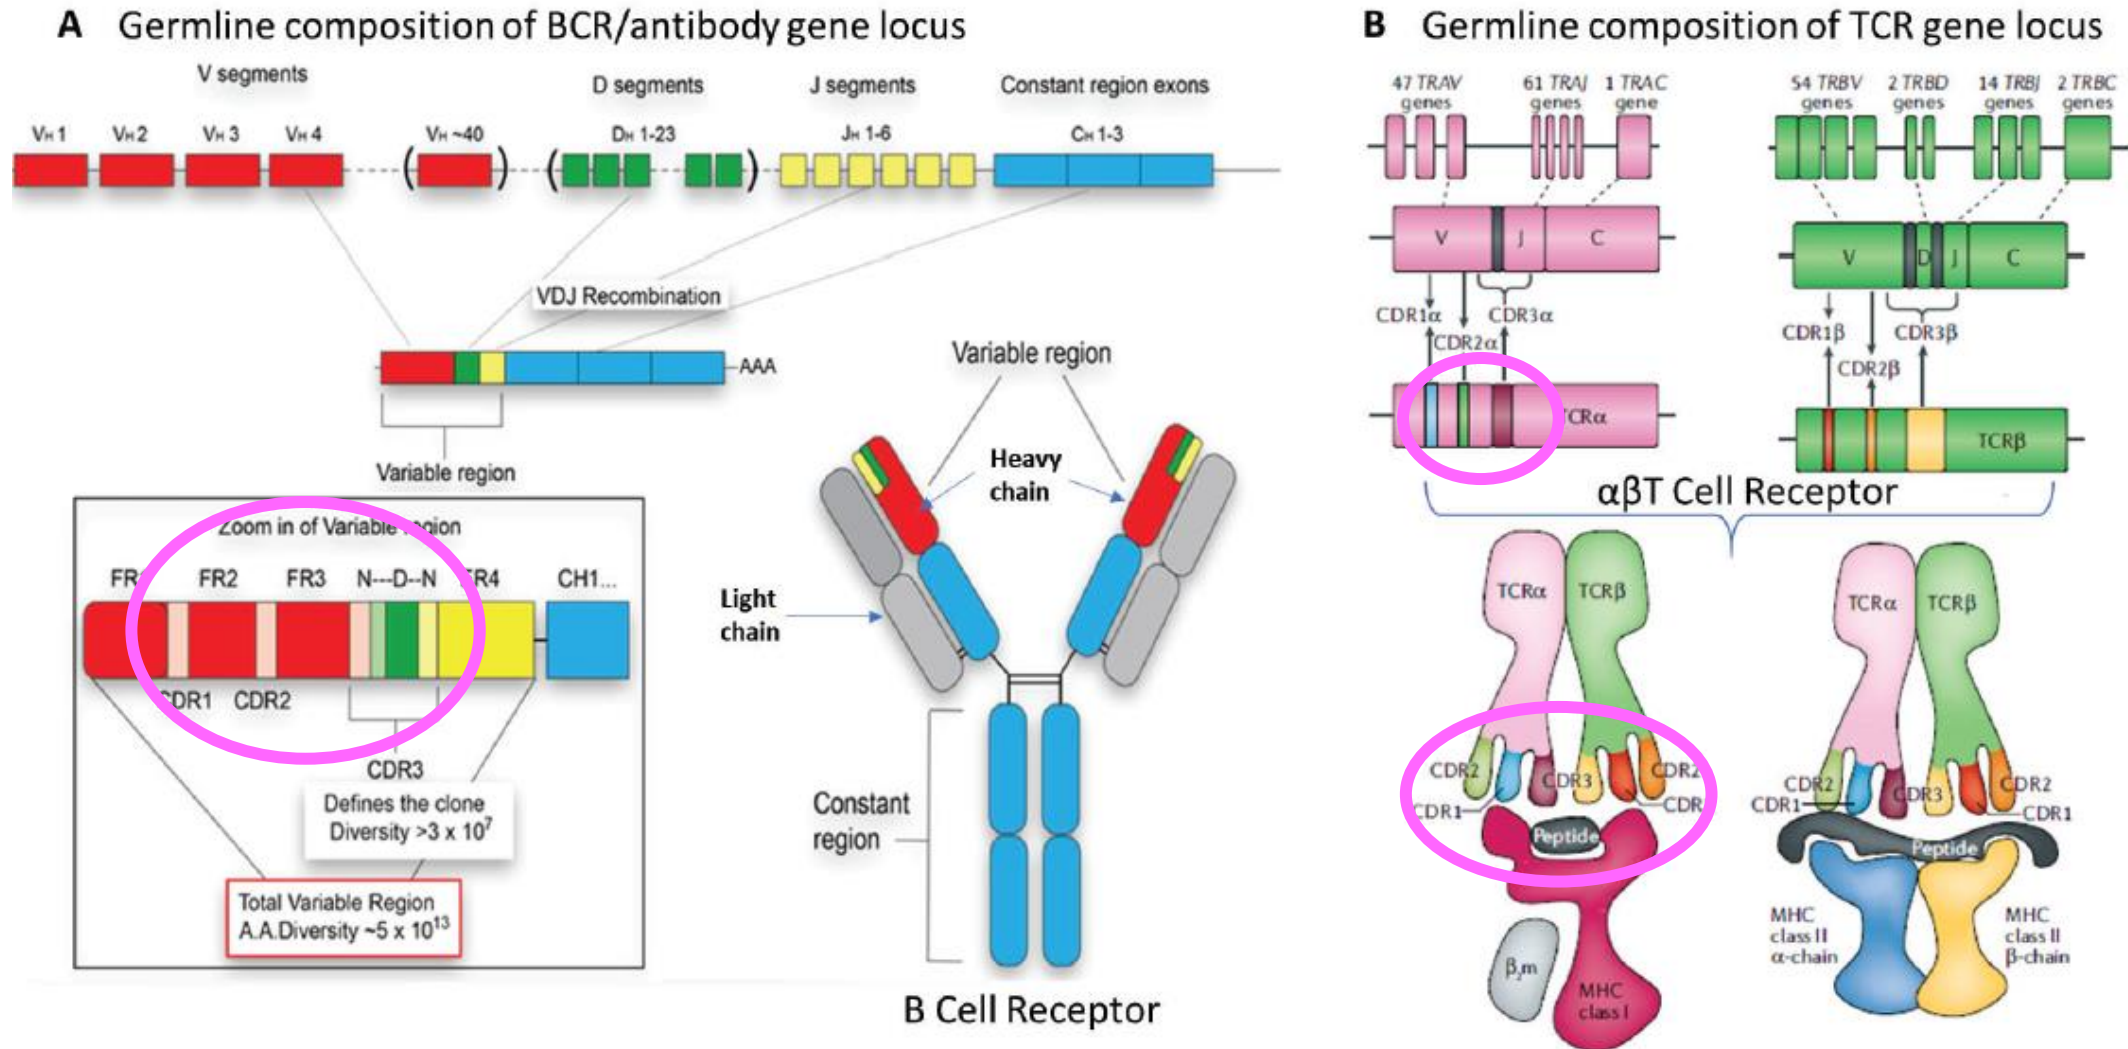 A Germline composition of BCR/antibody gene locus
V segments
D segments
J segments
Constant region exons
VH 1
VH 2
VH 3
VH 4
VH ~40
DH 1-23
JH 1-6
CH 1-3
VDJ Recombination
AAA
Variable region
Zoom in of Variable region
FR1
FR2
FR3
N---D--N
FR4
CH1...
CDR1
CDR2
CDR3
Defines the clone
Diversity >3 x 10⁷
Total Variable Region
A.A.Diversity ~5 x 10¹³
Variable region
Heavy
chain
Light
chain
Constant
region
B Cell Receptor
B Germline composition of TCR gene locus
47 TRAV
genes
61 TRAJ
genes
1 TRAC
gene
54 TRBV
genes
2 TRBD
genes
14 TRBJ
genes
2 TRBC
genes
V
J
C
V
D
J
C
CDR1α
CDR3α
CDR2α
CDR1β
CDR3β
CDR2β
TCRα
TCRβ
αβT Cell Receptor
TCRα
TCRβ
TCRα
TCRβ
CDR2
CDR3
CDR2
CDR1
CDR
Peptide
β₂m
MHC
class I
CDR2
CDR3
CDR2
CDR1
CDR1
Peptide
MHC
class II
α-chain
MHC
class II
β-chain